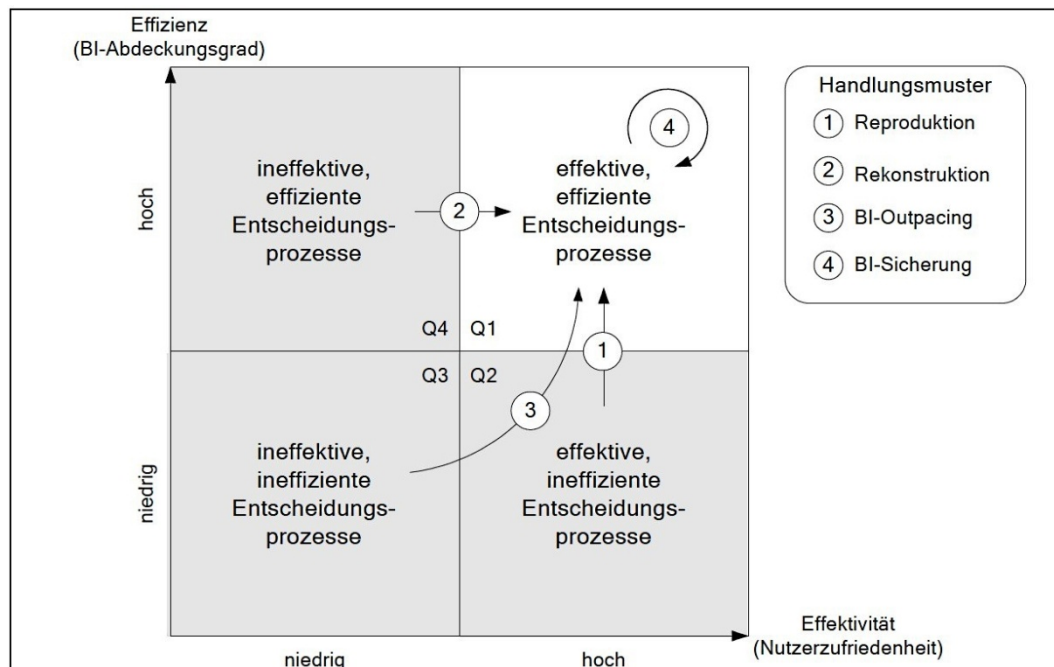 Effizienz
(BI-Abdeckungsgrad)
hoch
niedrig
ineffektive,
effiziente
Entscheidungs-
prozesse
2
effektive,
effiziente
Entscheidungs-
prozesse
4
Q4
Q1
Q3
Q2
1
3
ineffektive,
ineffiziente
Entscheidungs-
prozesse
effektive,
ineffiziente
Entscheidungs-
prozesse
niedrig
hoch
Effektivität
(Nutzerzufriedenheit)
Handlungsmuster
1 Reproduktion
2 Rekonstruktion
3 BI-Outpacing
4 BI-Sicherung